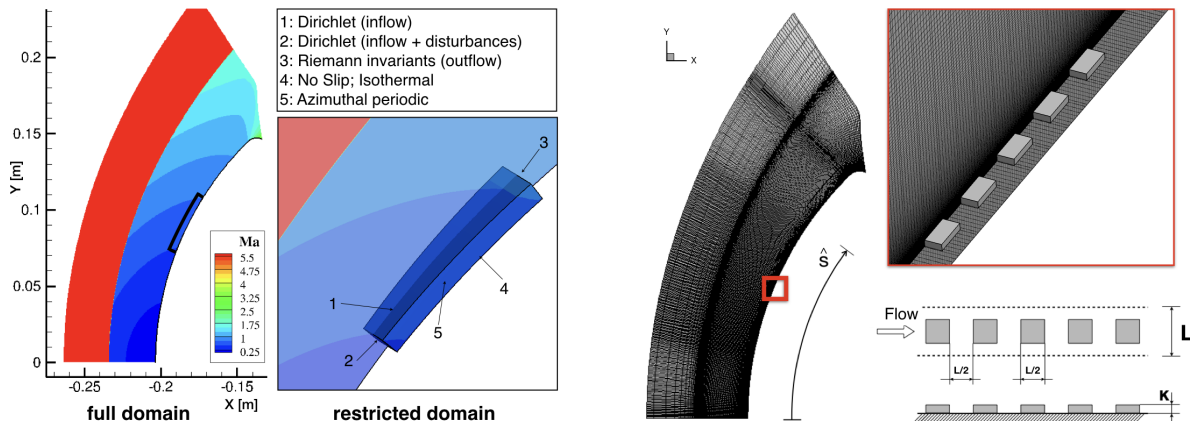 1: Dirichlet (inflow)
2: Dirichlet (inflow + disturbances)
3: Riemann invariants (outflow)
4: No Slip; Isothermal
5: Azimuthal periodic
0.2
0.15
0.1
0.05
0
Y [m]
-0.25
-0.2
-0.15
X [m]
Ma
5.5
4.75
4
3.25
2.5
1.75
1
0.25
full domain
1
2
3
4
5
restricted domain
Y
X
ŝ
Flow
L
L/2
L/2
K